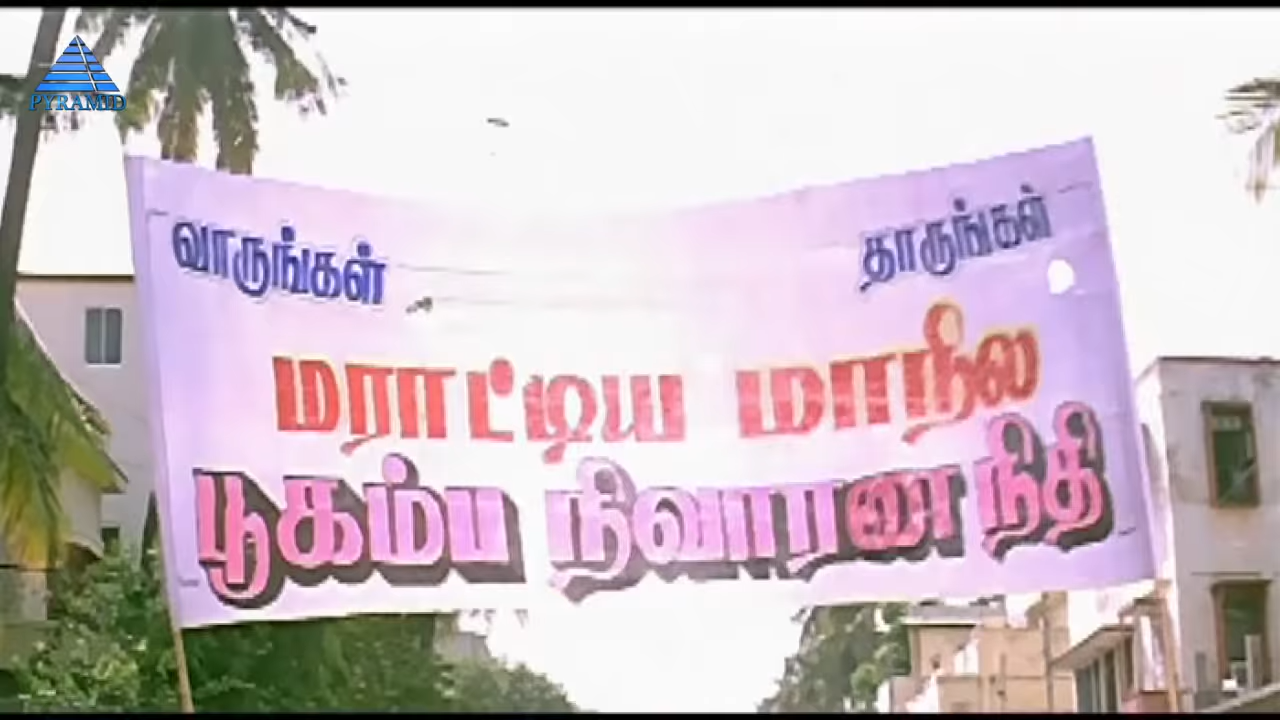 PYRAMID
வாருங்கள் தாருங்கள்
மராட்டிய மாநில
பூகம்ப நிவாரண நிதி